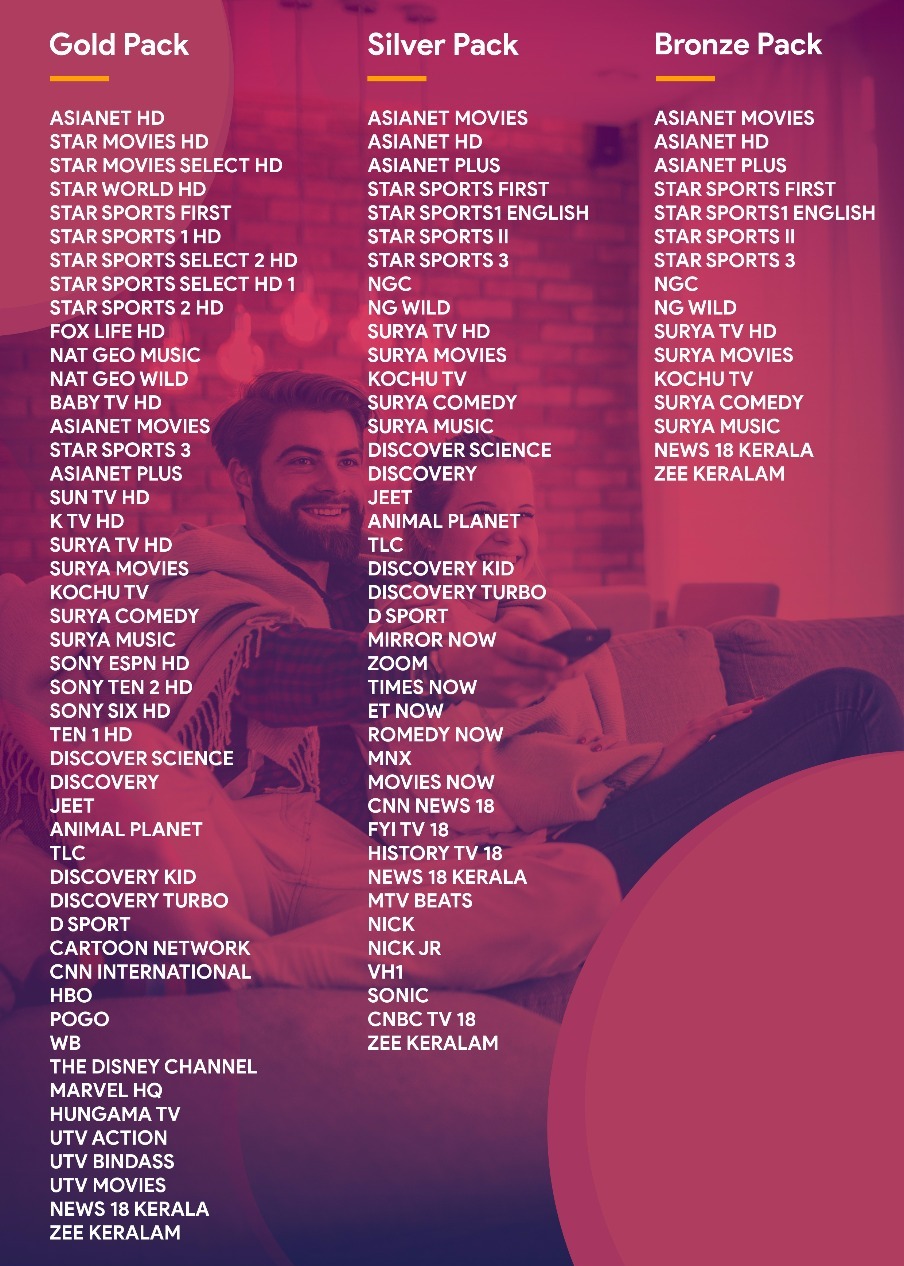 Gold Pack
ASIANET HD
STAR MOVIES HD
STAR MOVIES SELECT HD
STAR WORLD HD
STAR SPORTS FIRST
STAR SPORTS 1 HD
STAR SPORTS SELECT 2 HD
STAR SPORTS SELECT HD 1
STAR SPORTS 2 HD
FOX LIFE HD
NAT GEO MUSIC
NAT GEO WILD
BABY TV HD
ASIANET MOVIES
STAR SPORTS 3
ASIANET PLUS
SUN TV HD
K TV HD
SURYA TV HD
SURYA MOVIES
KOCHU TV
SURYA COMEDY
SURYA MUSIC
SONY ESPN HD
SONY TEN 2 HD
SONY SIX HD
TEN 1 HD
DISCOVER SCIENCE
DISCOVERY
JEET
ANIMAL PLANET
TLC
DISCOVERY KID
DISCOVERY TURBO
D SPORT
CARTOON NETWORK
CNN INTERNATIONAL
HBO
POGO
WB
THE DISNEY CHANNEL
MARVEL HQ
HUNGAMA TV
UTV ACTION
UTV BINDASS
UTV MOVIES
NEWS 18 KERALA
ZEE KERALAM
Silver Pack
ASIANET MOVIES
ASIANET HD
ASIANET PLUS
STAR SPORTS FIRST
STAR SPORTS1 ENGLISH
STAR SPORTS II
STAR SPORTS 3
NGC
NG WILD
SURYA TV HD
SURYA MOVIES
KOCHU TV
SURYA COMEDY
SURYA MUSIC
DISCOVER SCIENCE
DISCOVERY
JEET
ANIMAL PLANET
TLC
DISCOVERY KID
DISCOVERY TURBO
D SPORT
MIRROR NOW
ZOOM
TIMES NOW
ET NOW
ROMEDY NOW
MNX
MOVIES NOW
CNN NEWS 18
FYI TV 18
HISTORY TV 18
NEWS 18 KERALA
MTV BEATS
NICK
NICK JR
VH1
SONIC
CNBC TV 18
ZEE KERALAM
Bronze Pack
ASIANET MOVIES
ASIANET HD
ASIANET PLUS
STAR SPORTS FIRST
STAR SPORTS1 ENGLISH
STAR SPORTS II
STAR SPORTS 3
NGC
NG WILD
SURYA TV HD
SURYA MOVIES
KOCHU TV
SURYA COMEDY
SURYA MUSIC
NEWS 18 KERALA
ZEE KERALAM